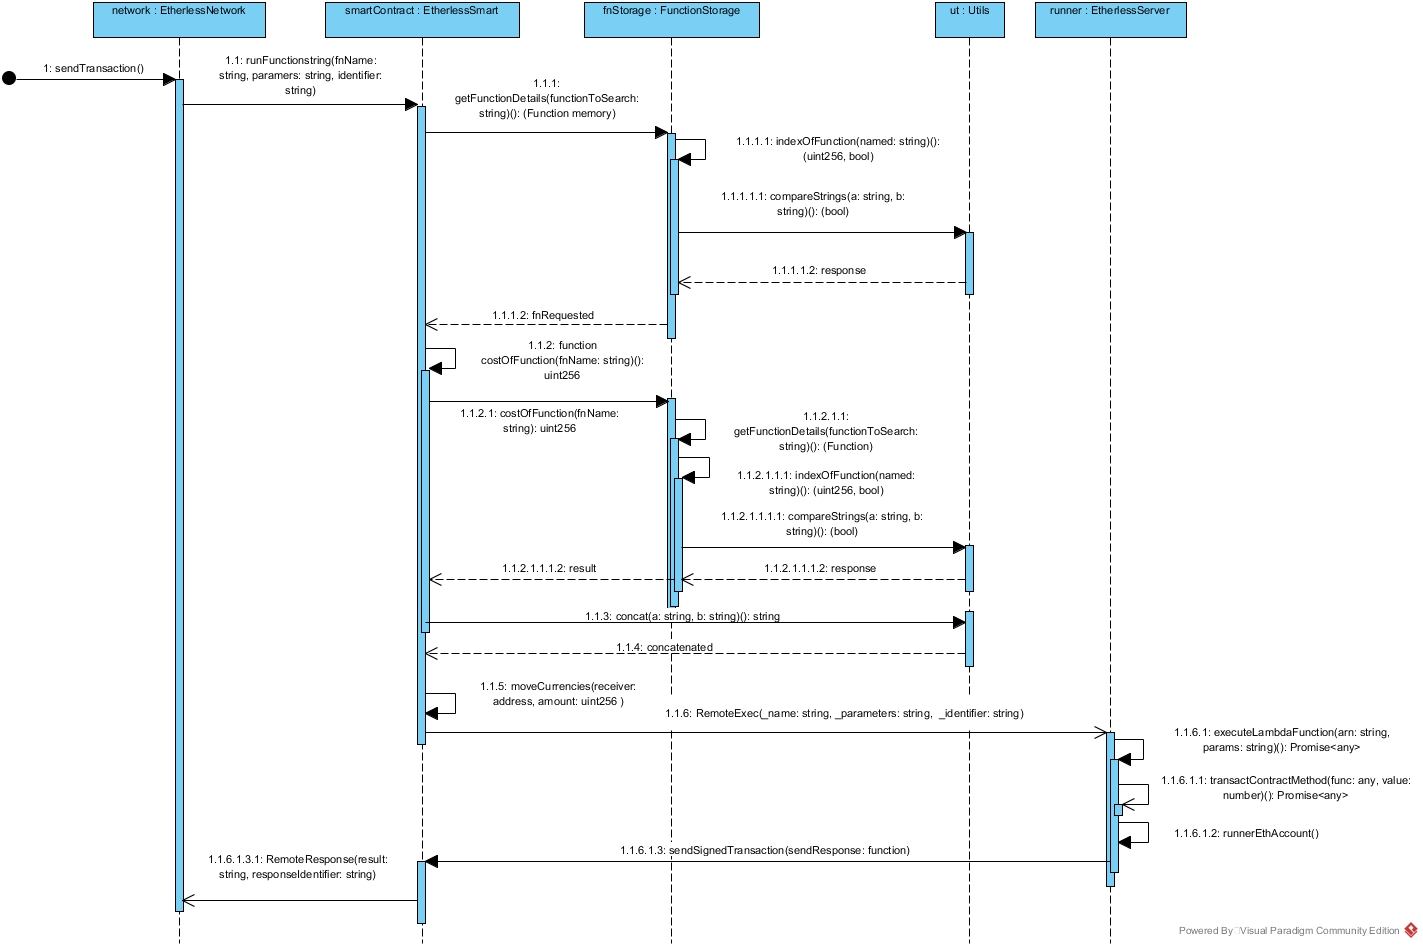 network : EtherlessNetwork
smartContract : EtherlessSmart
fnStorage : FunctionStorage
ut : Utils
runner : EtherlessServer
1: sendTransaction()
1.1: runFunctionstring(fnName:
string, paramers: string, identifier:
string)
1.1.1:
getFunctionDetails(functionToSearch:
string)(): (Function memory)
1.1.1.1: indexOfFunction(named: string)():
(uint256, bool)
1.1.1.1.1: compareStrings(a: string, b:
string)(): (bool)
1.1.1.1.2: response
1.1.1.2: fnRequested
1.1.2: function
costOfFunction(fnName: string)():
uint256
1.1.2.1: costOfFunction(fnName:
string): uint256
1.1.2.1.1:
getFunctionDetails(functionToSearch:
string)(): (Function)
1.1.2.1.1.1: indexOfFunction(named:
string)(): (uint256, bool)
1.1.2.1.1.1.1: compareStrings(a: string, b:
string)(): (bool)
1.1.2.1.1.1.2: result
1.1.2.1.1.1.2: response
1.1.3: concat(a: string, b: string)(): string
1.1.4: concatenated
1.1.5: moveCurrencies(receiver:
address, amount: uint256 )
1.1.6: RemoteExec(_name: string, _parameters: string,  _identifier: string)
1.1.6.1: executeLambdaFunction(arn: string,
params: string)(): Promise<any>
1.1.6.1.1: transactContractMethod(func: any, value:
number)(): Promise<any>
1.1.6.1.2: runnerEthAccount()
1.1.6.1.3: sendSignedTransaction(sendResponse: function)
1.1.6.1.3.1: RemoteResponse(result:
string, responseIdentifier: string)
Powered By Visual Paradigm Community Edition